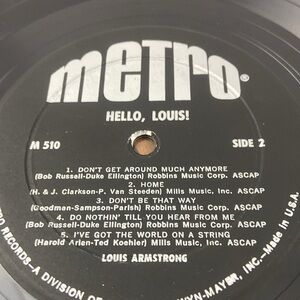 metro®
HELLO, LOUIS!
M 510 SIDE 2
1. DON'T GET AROUND MUCH ANYMORE
(Bob Russell-Duke Ellington) Robbins Music Corp. ASCAP
2. HOME
(H. & J. Clarkson-P. Van Steeden) Mills Music, Inc. ASCAP
3. DON'T BE THAT WAY
(Goodman-Sampson-Parish) Robbins Music Corp. ASCAP
4. DO NOTHIN' TILL YOU HEAR FROM ME
(Bob Russell-Duke Ellington) Robbins Music Corp. ASCAP
5. I'VE GOT THE WORLD ON A STRING
(Harold Arlen-Ted Koehler) Mills Music, Inc. ASCAP
LOUIS ARMSTRONG
RECORDS—A DIVISION OF MAYER, INC.—Made in U.S.A.